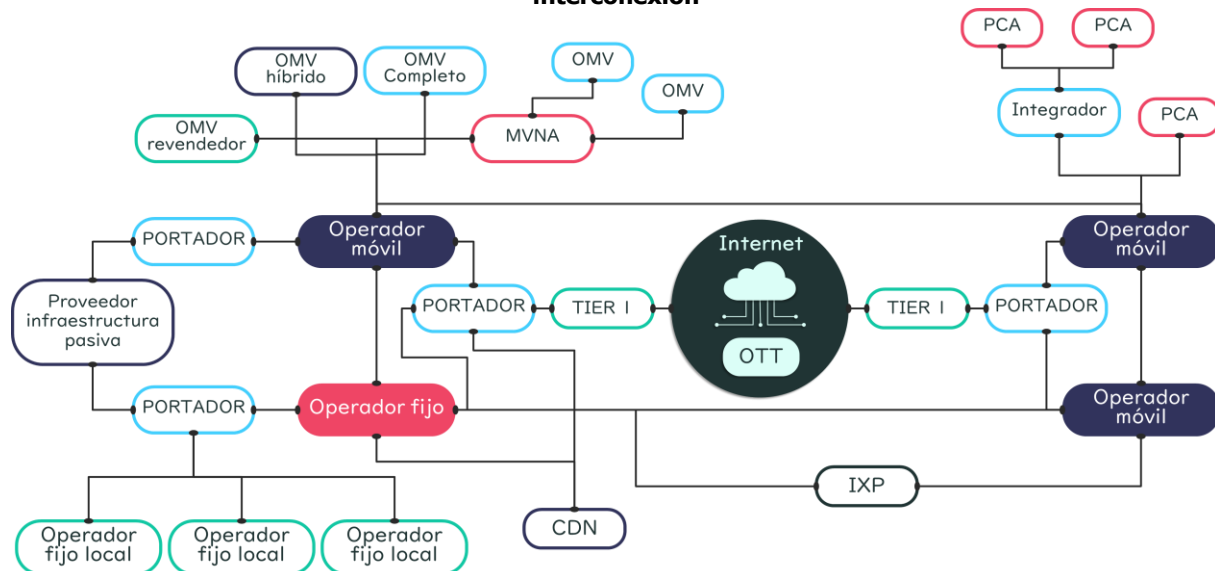 interconexión
PCA
PCA
OMV
híbrido
OMV
Completo
OMV
OMV
Integrador
PCA
OMV
revendedor
MVNA
PORTADOR
Operador
móvil
Internet
Operador
móvil
Proveedor
infraestructura
pasiva
PORTADOR
TIER I
OTT
TIER I
PORTADOR
PORTADOR
Operador fijo
Operador
móvil
IXP
Operador
fijo local
Operador
fijo local
Operador
fijo local
CDN